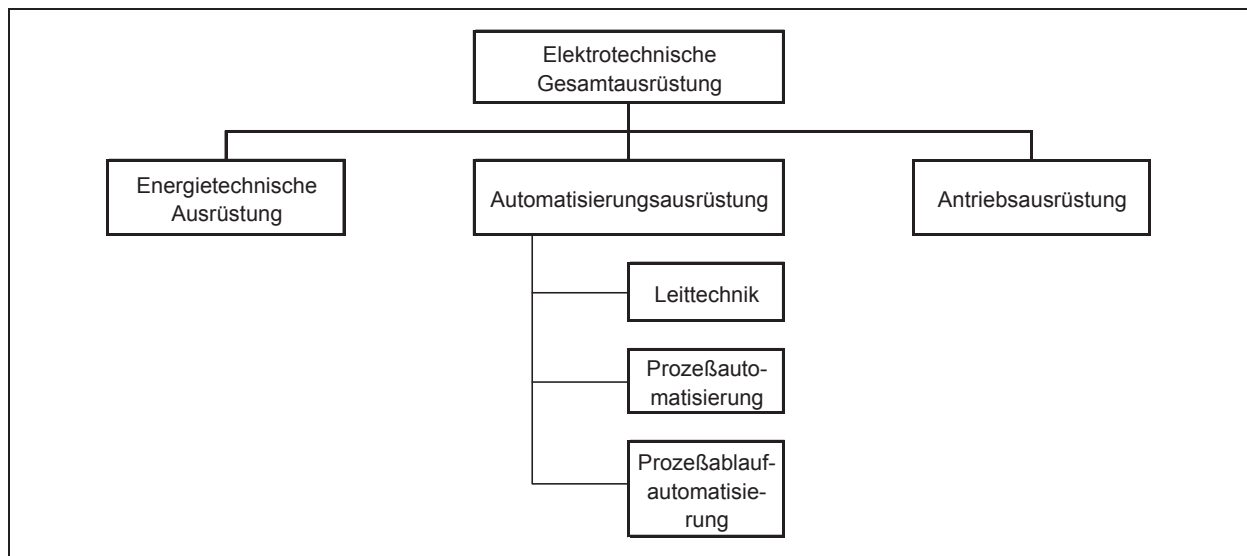 Elektrotechnische
Gesamtausrüstung
Energietechnische
Ausrüstung
Automatisierungsausrüstung
Antriebsausrüstung
Leittechnik
Prozeßauto-
matisierung
Prozeßablauf-
automatisie-
rung